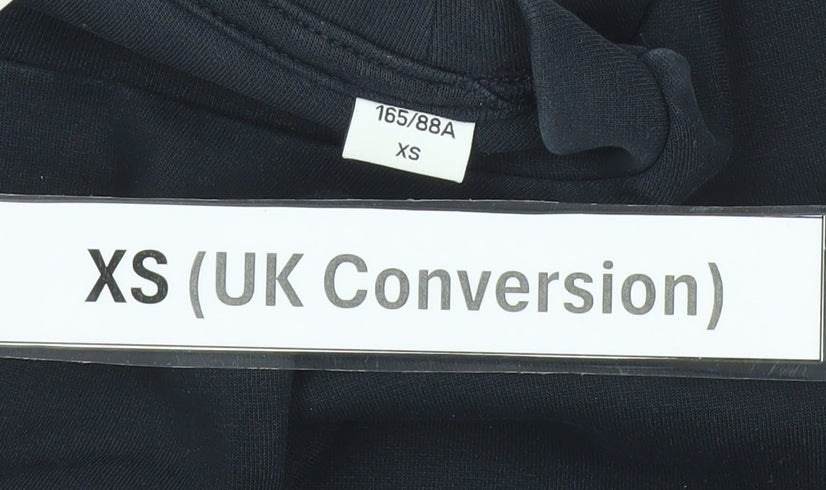 165/88A
XS
XS (UK Conversion)